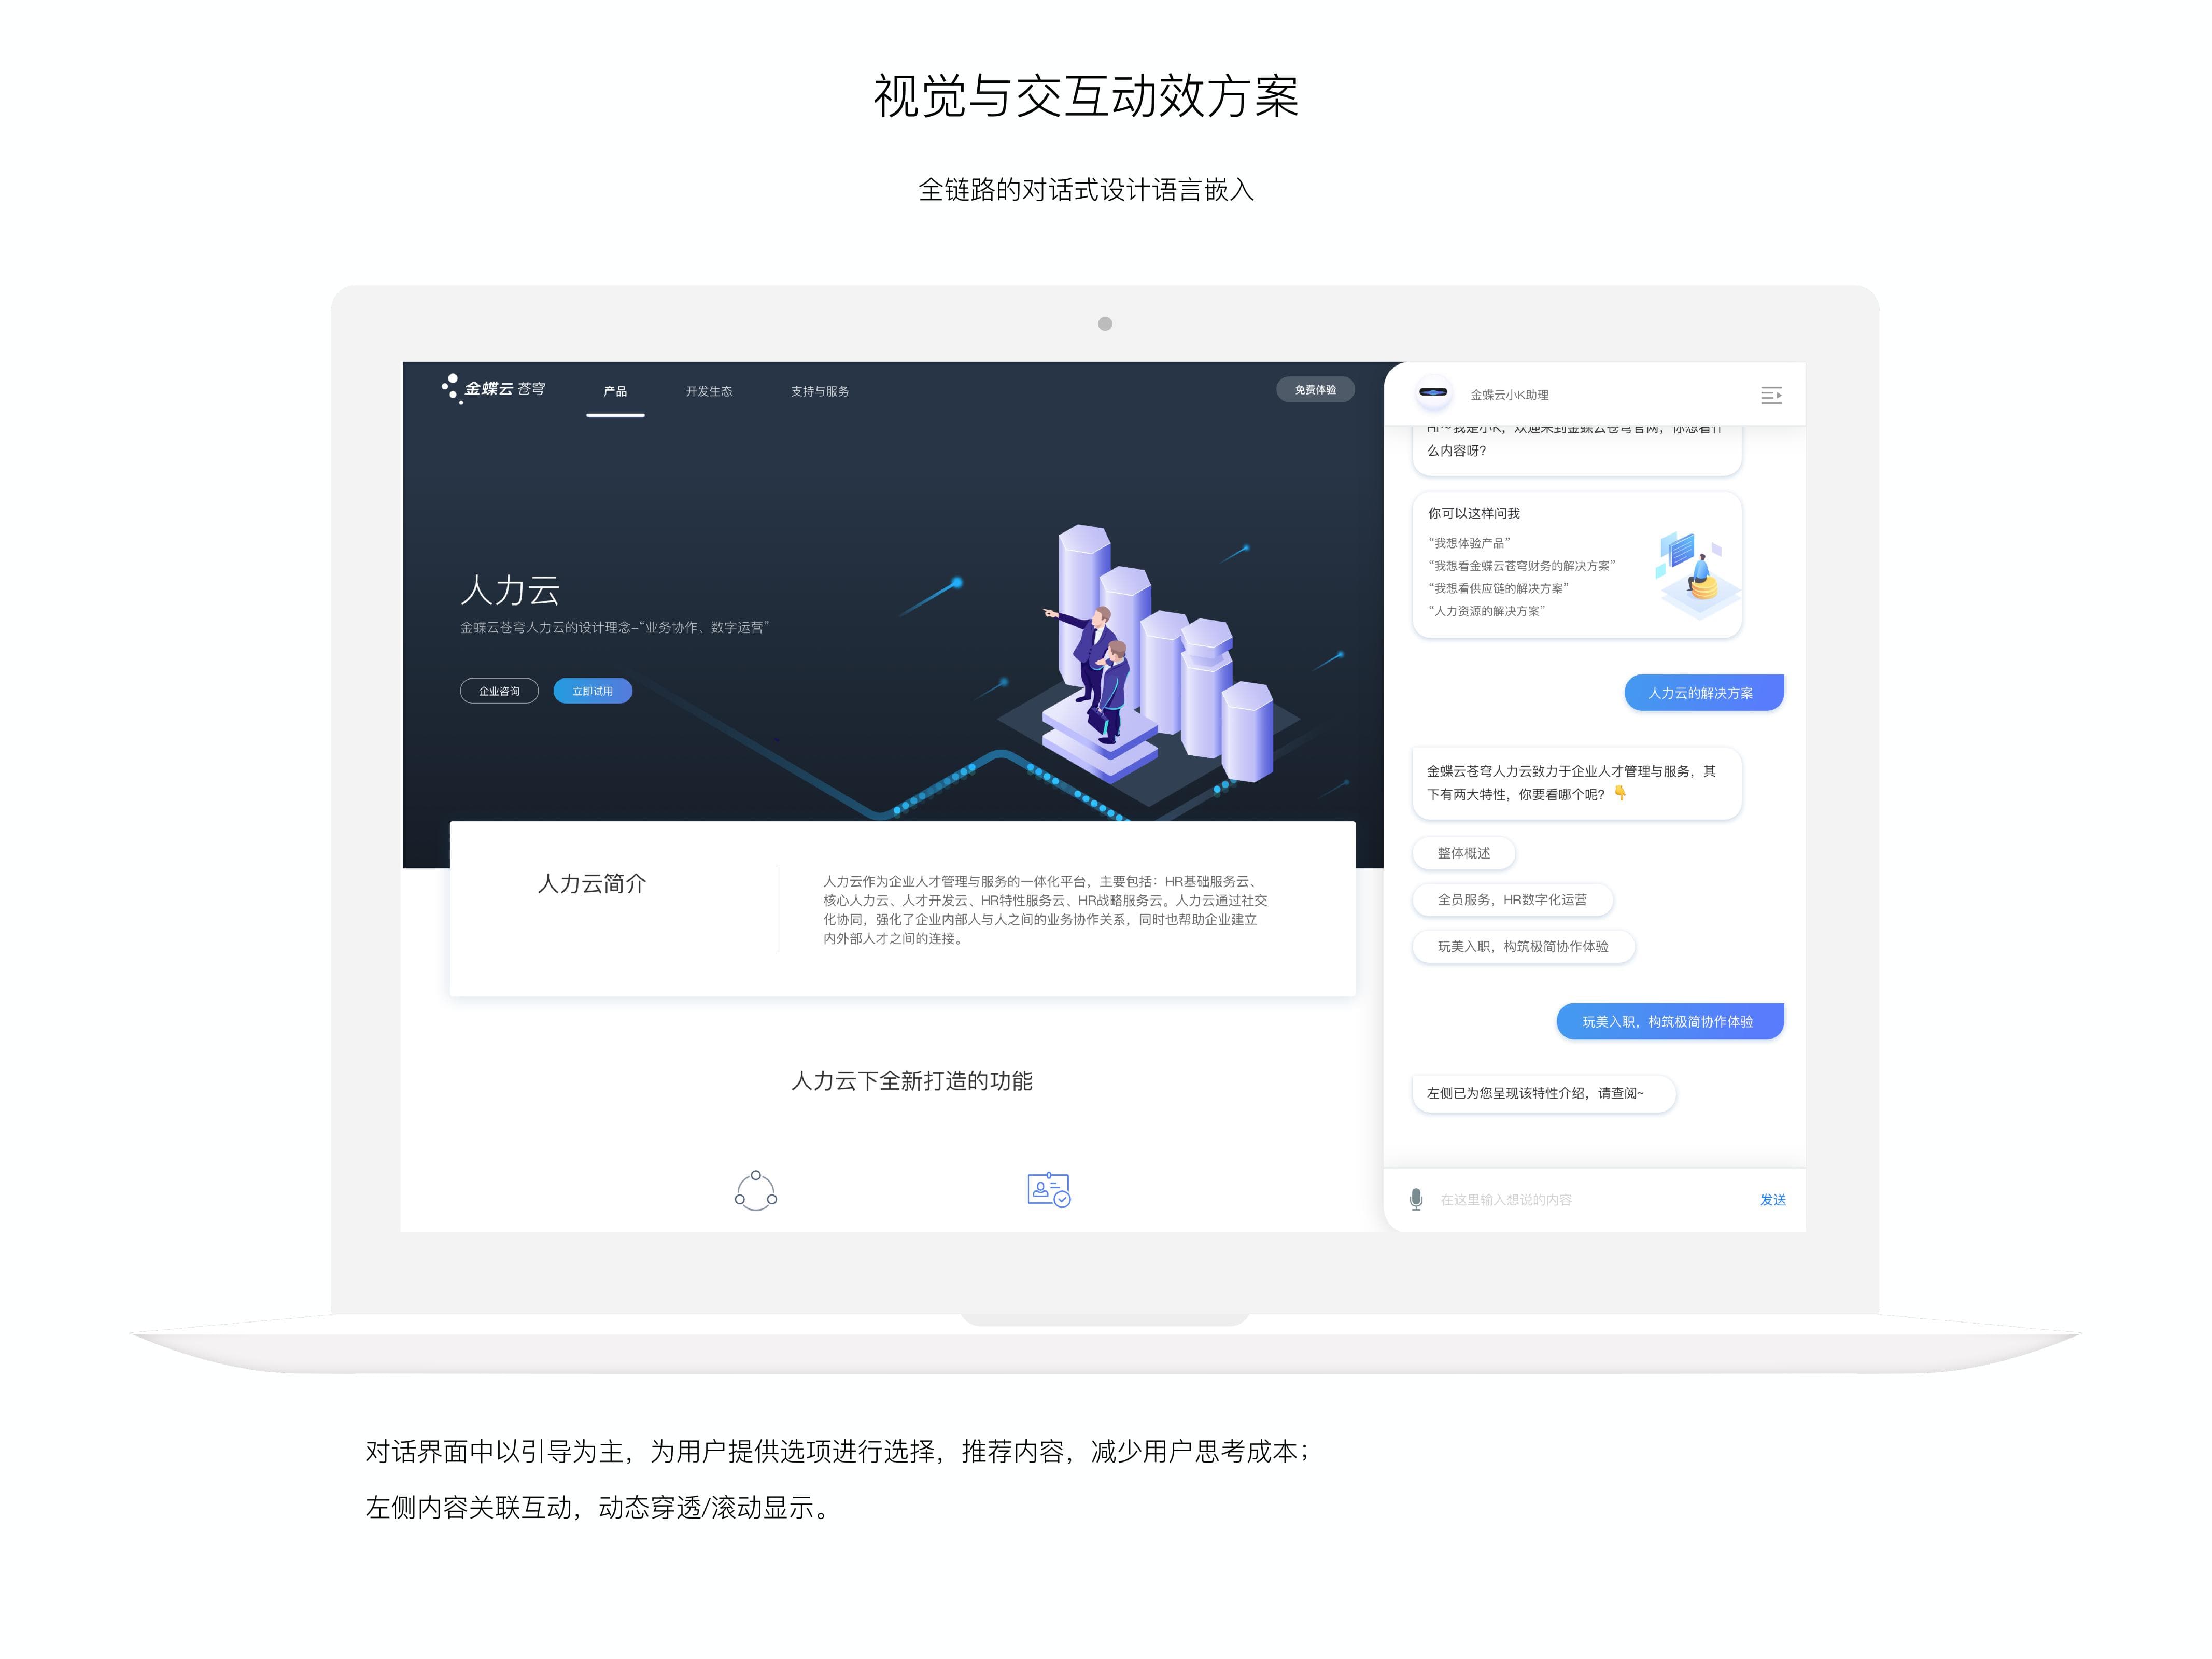 视觉与交互动效方案
全链路的对话式设计语言嵌入
金蝶云 苍穹
产品
开发生态
支持与服务
免费体验
人力云
金蝶云苍穹人力云的设计理念–“业务协作、数字运营”
企业咨询
立即试用
人力云简介
人力云作为企业人才管理与服务的一体化平台，主要包括：HR基础服务云、
核心人力云、人才开发云、HR特性服务云、HR战略服务云。人力云通过社交
化协同，强化了企业内部人与人之间的业务协作关系，同时也帮助企业建立
内外部人才之间的连接。
人力云下全新打造的功能
金蝶云小K助理
Hi~我是小K，欢迎来到金蝶云苍穹官网，你想看什
么内容呀？
你可以这样问我
“我想体验产品”
“我想看金蝶云苍穹财务的解决方案”
“我想看供应链的解决方案”
“人力资源的解决方案”
人力云的解决方案
金蝶云苍穹人力云致力于企业人才管理与服务，其
下有两大特性，你要看哪个呢？👇
整体概述
全员服务，HR数字化运营
玩美入职，构筑极简协作体验
玩美入职，构筑极简协作体验
左侧已为您呈现该特性介绍，请查阅~
在这里输入想说的内容
发送
对话界面中以引导为主，为用户提供选项进行选择，推荐内容，减少用户思考成本；
左侧内容关联互动，动态穿透/滚动显示。